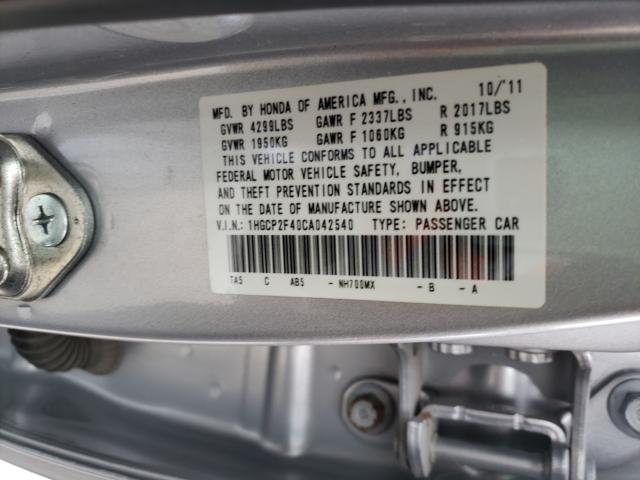 MFD. BY HONDA OF AMERICA MFG., INC. 10/'11
GVWR 4299LBS GAWR F 2337LBS R 2017LBS
GVWR 1950KG GAWR F 1060KG R 915KG
THIS VEHICLE CONFORMS TO ALL APPLICABLE
FEDERAL MOTOR VEHICLE SAFETY, BUMPER,
AND THEFT PREVENTION STANDARDS IN EFFECT
ON THE DATE OF MANUFACTURE SHOWN ABOVE.
V.I.N.: 1HGCP2F40CA042540 TYPE: PASSENGER CAR
TA5 C AB5 - NH700MX - B - A